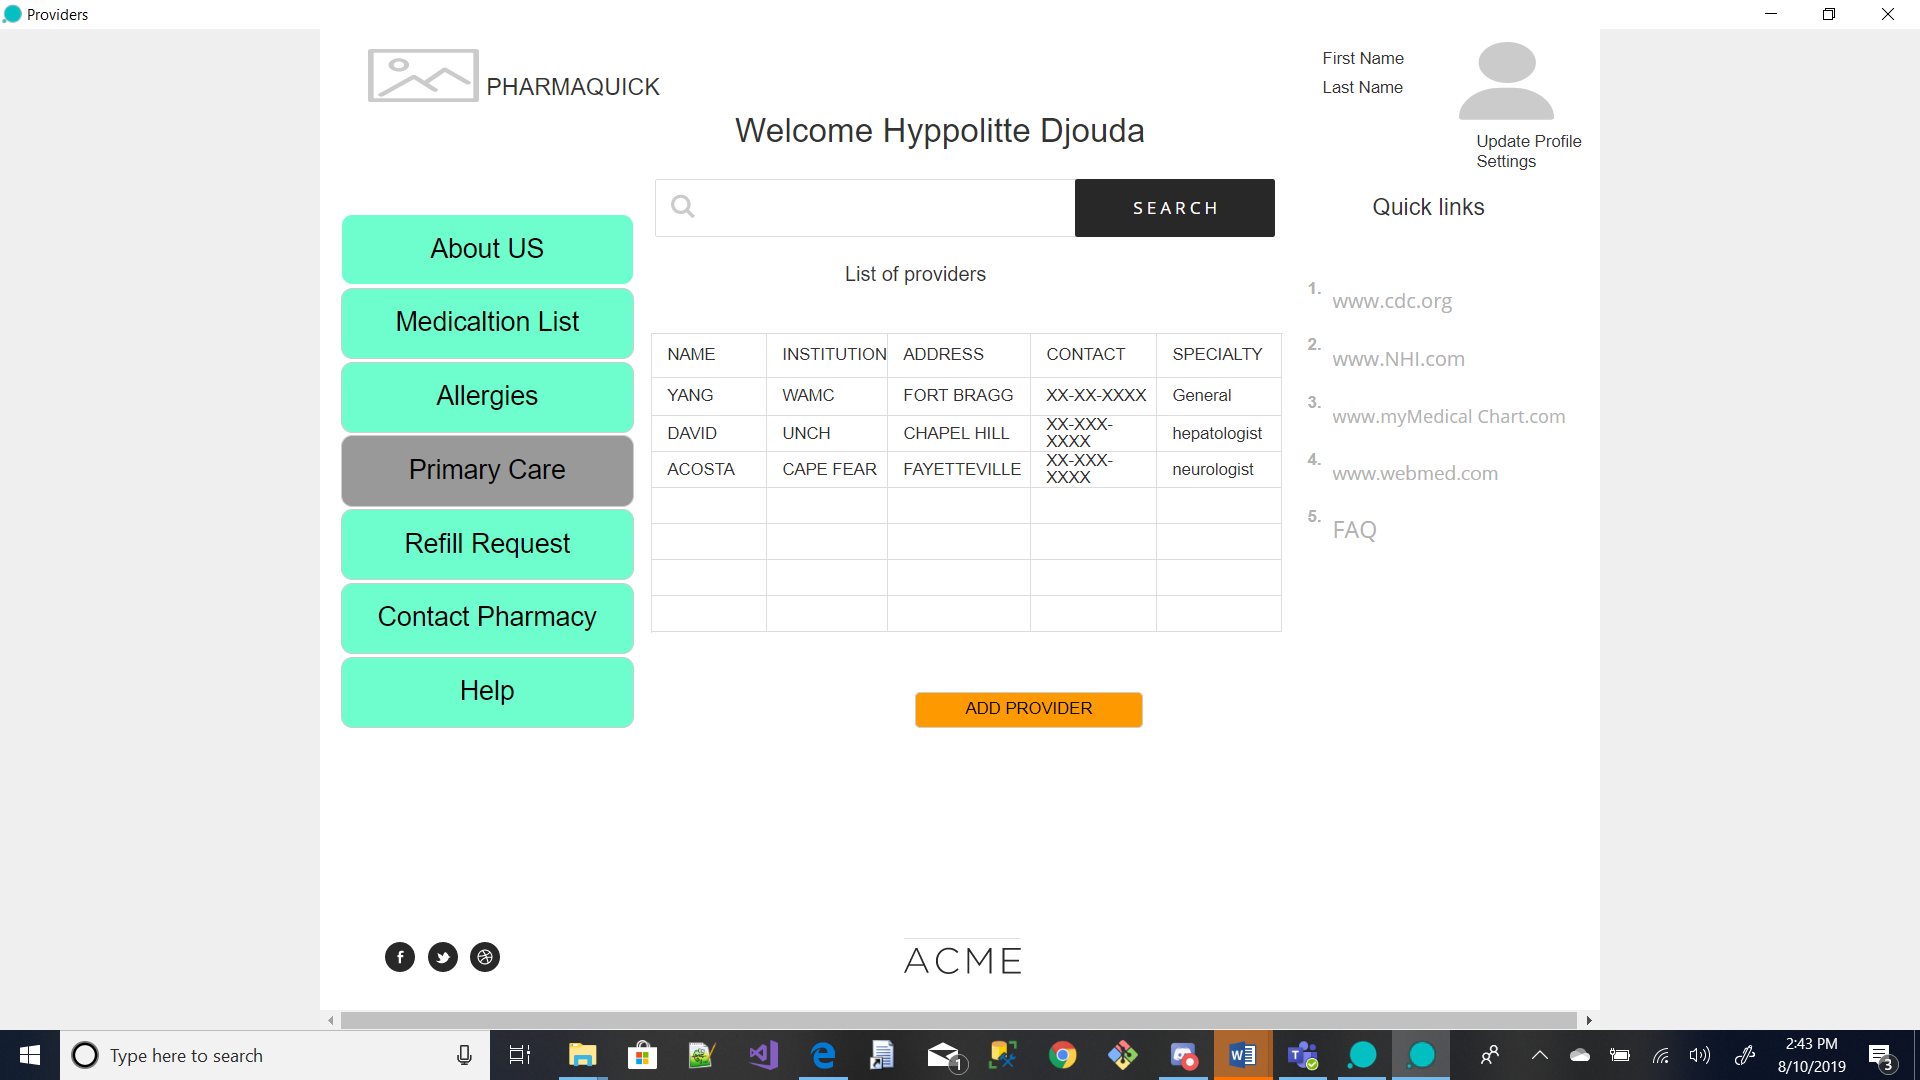 Providers
PHARMAQUICK
First Name
Last Name
Update Profile
Settings
Welcome Hyppolitte Djouda
SEARCH
Quick links
About US
Medicaltion List
Allergies
Primary Care
Refill Request
Contact Pharmacy
Help
List of providers
NAME INSTITUTION ADDRESS CONTACT SPECIALTY
YANG WAMC FORT BRAGG XX-XX-XXXX General
DAVID UNCH CHAPEL HILL XX-XXX-XXXX hepatologist
ACOSTA CAPE FEAR FAYETTEVILLE XX-XXX-XXXX neurologist
ADD PROVIDER
1. www.cdc.org
2. www.NHI.com
3. www.myMedical Chart.com
4. www.webmed.com
5. FAQ
f
ACME
Type here to search
1
2:43 PM
8/10/2019
3